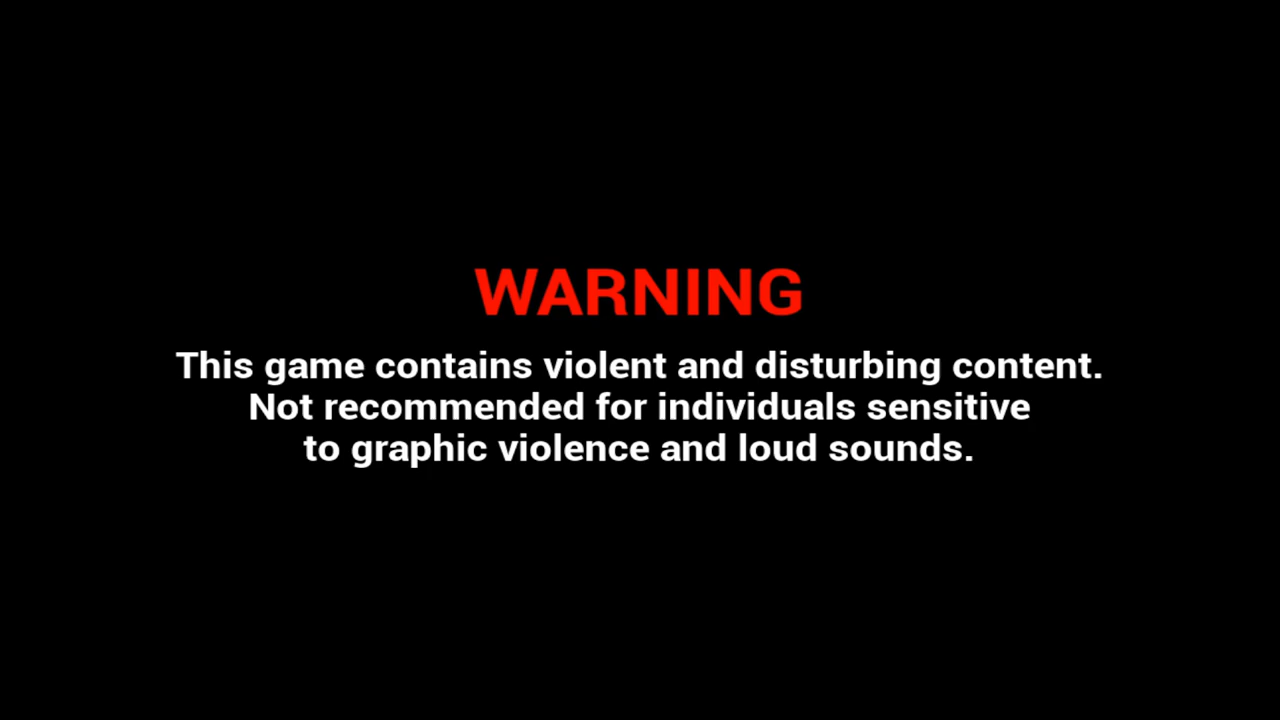 WARNING
This game contains violent and disturbing content.
Not recommended for individuals sensitive
to graphic violence and loud sounds.